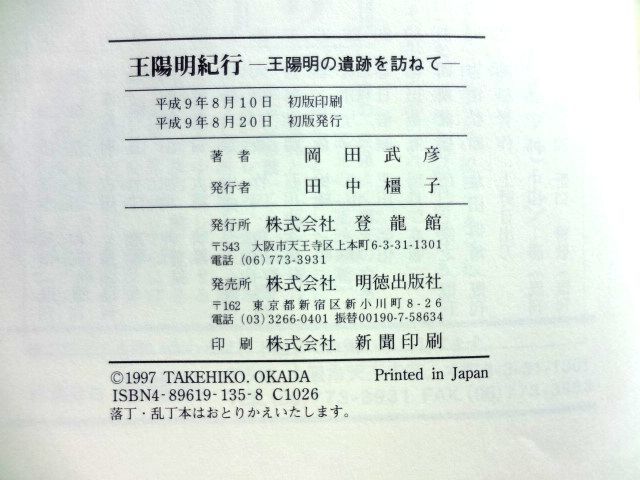 王陽明紀行 ―王陽明の遺跡を訪ねて―
平成9年8月10日 初版印刷
平成9年8月20日 初版発行
著者 岡田武彦
発行者 田中橿子
発行所 株式会社 登龍館
〒543 大阪市天王寺区上本町6-3-31-1301
電話 (06)773-3931
発売所 株式会社 明徳出版社
〒162 東京都新宿区新小川町8-26
電話 (03)3266-0401 振替00190-7-58634
印刷 株式会社 新聞印刷
©1997 TAKEHIKO. OKADA Printed in Japan
ISBN4-89619-135-8 C1026
落丁・乱丁本はおとりかえいたします。